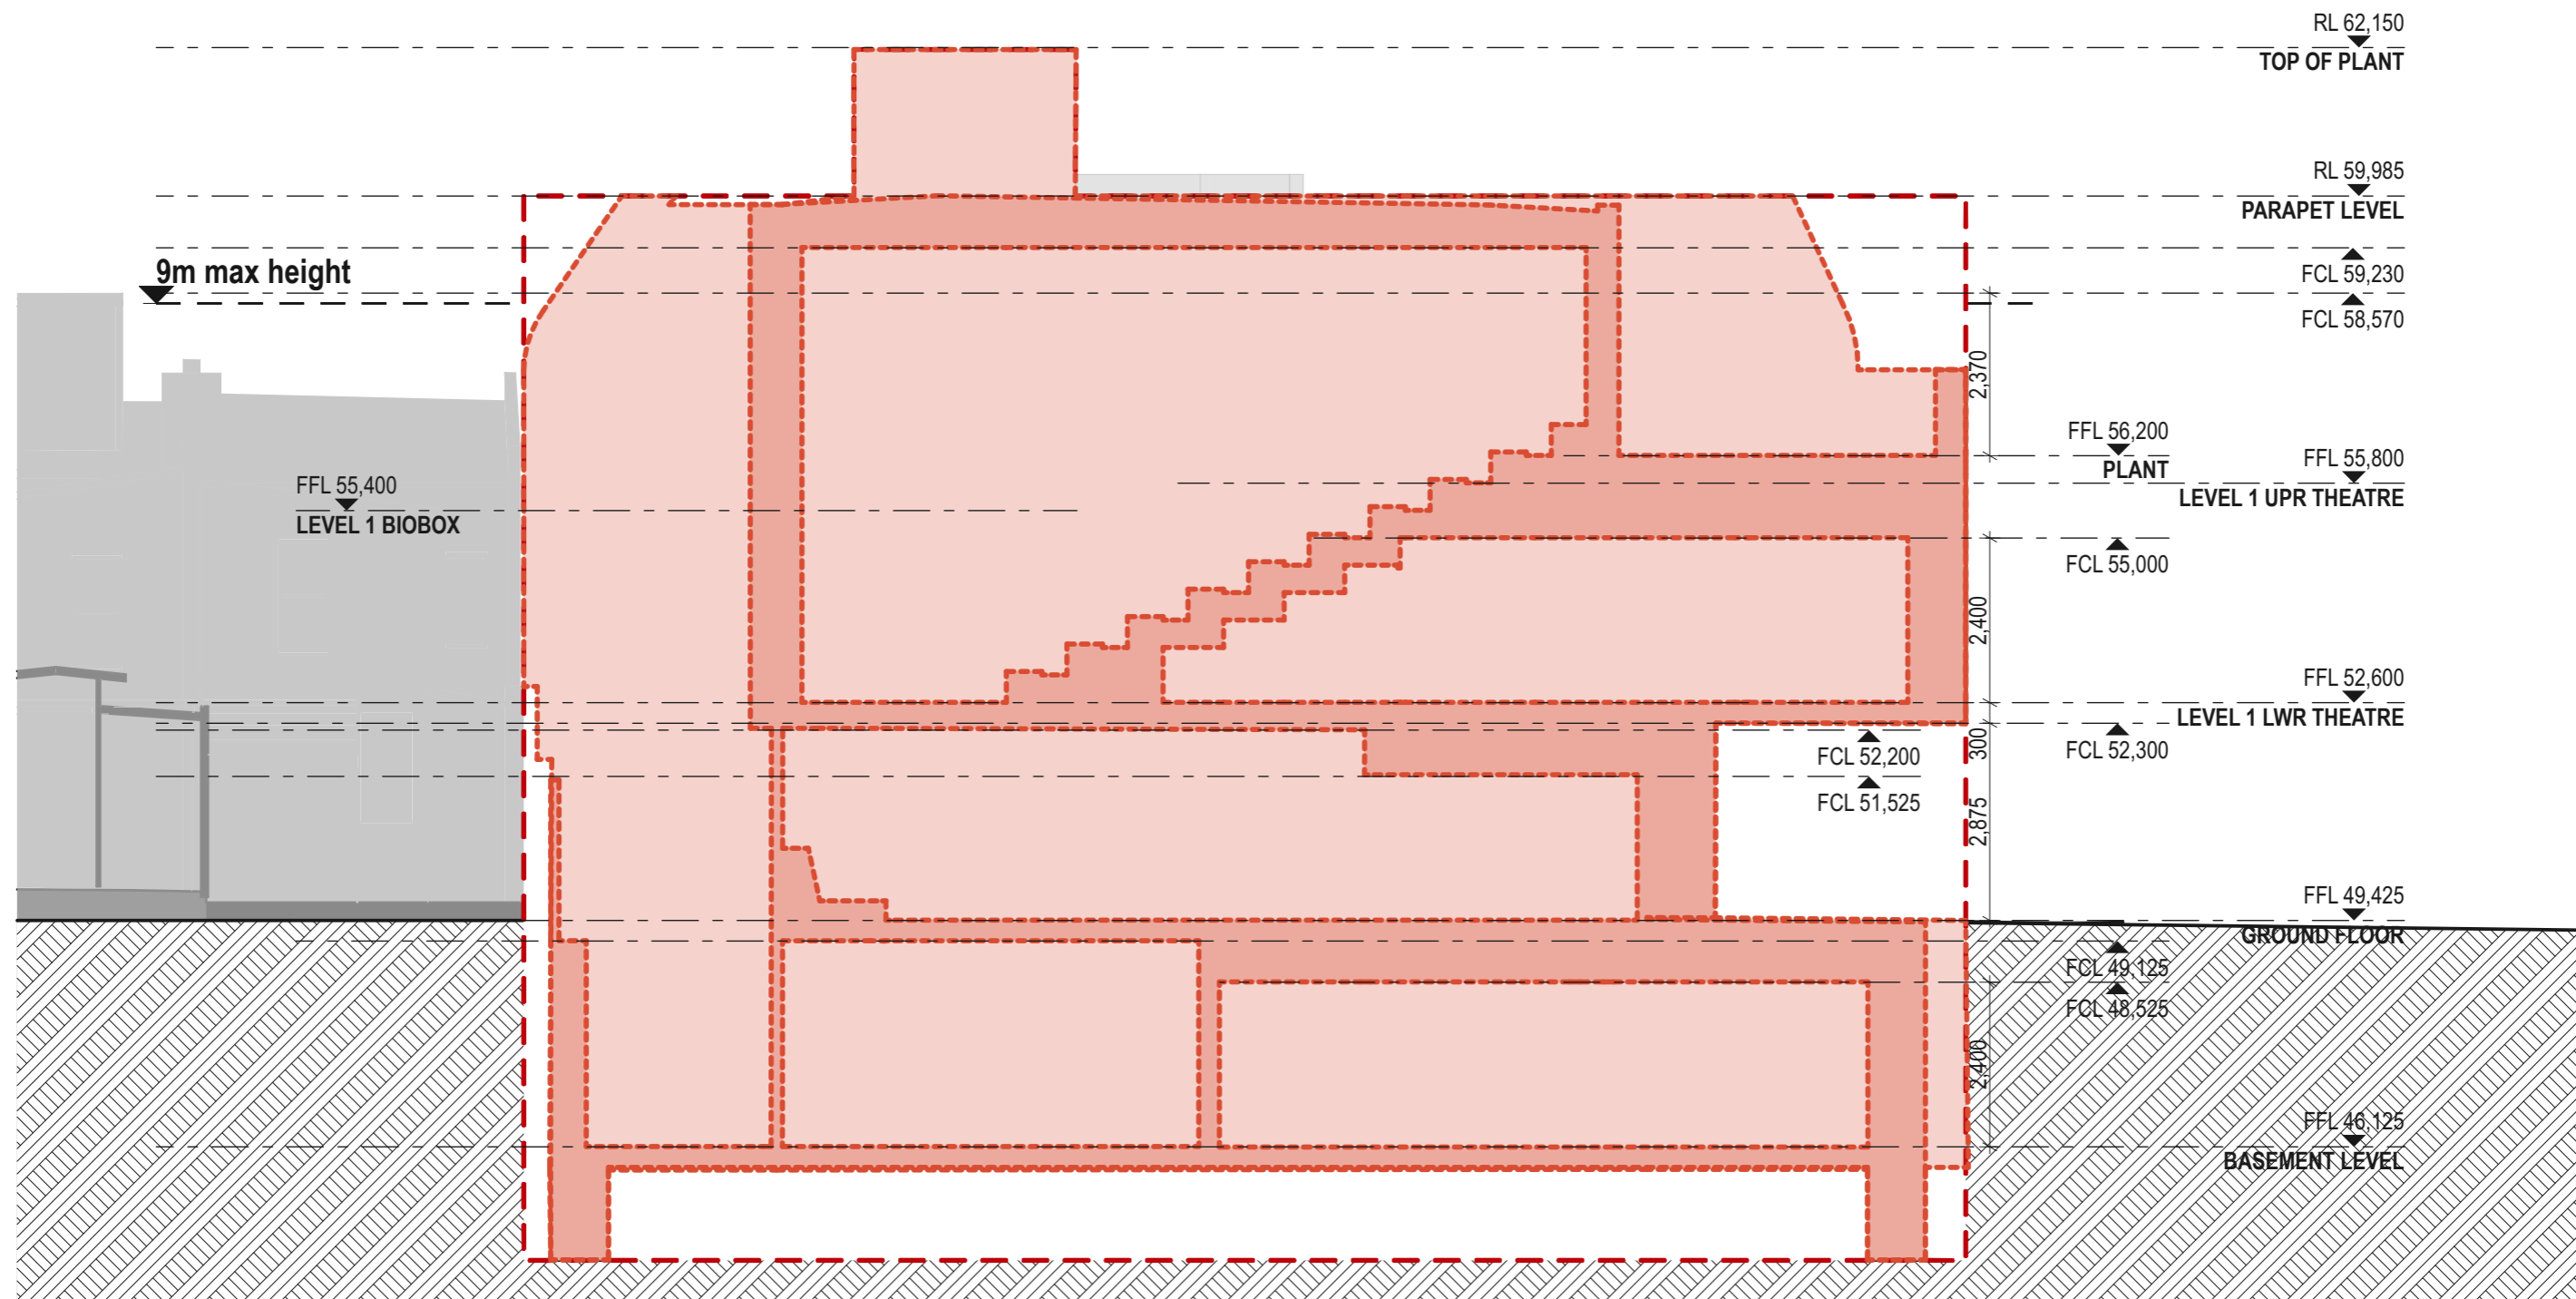 RL 62,150
TOP OF PLANT
RL 59,985
PARAPET LEVEL
9m max height
FCL 59,230
FCL 58,570
2,370
FFL 56,200
PLANT
FFL 55,800
LEVEL 1 UPR THEATRE
FFL 55,400
LEVEL 1 BIOBOX
FCL 55,000
2,400
FFL 52,600
LEVEL 1 LWR THEATRE
300
FCL 52,200
FCL 52,300
FCL 51,525
2,875
FFL 49,425
GROUND FLOOR
FCL 49,125
FCL 48,525
2,400
FFL 46,125
BASEMENT LEVEL